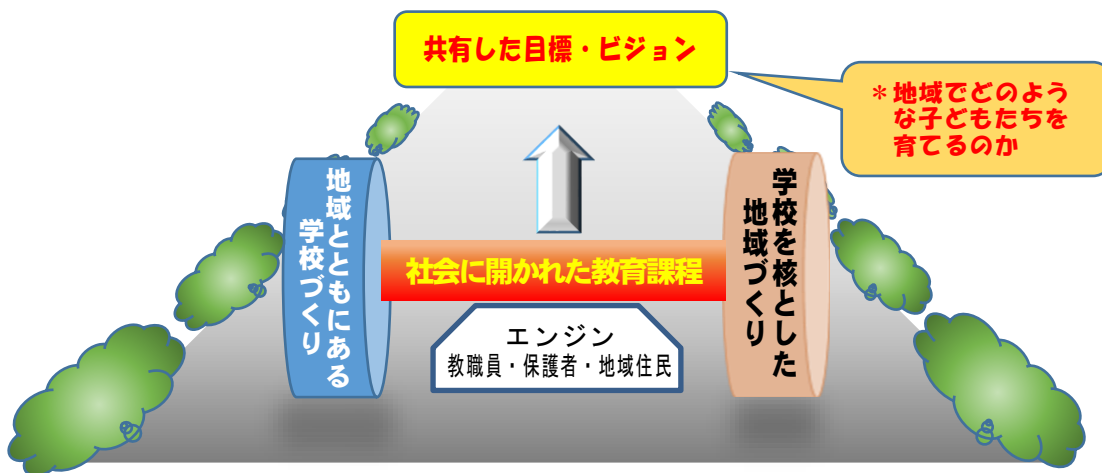 共有した目標・ビジョン
＊地域でどのよう
な子どもたちを
育てるのか
地域とともにある
学校づくり
社会に開かれた教育課程
学校を核とした
地域づくり
エンジン
教職員・保護者・地域住民